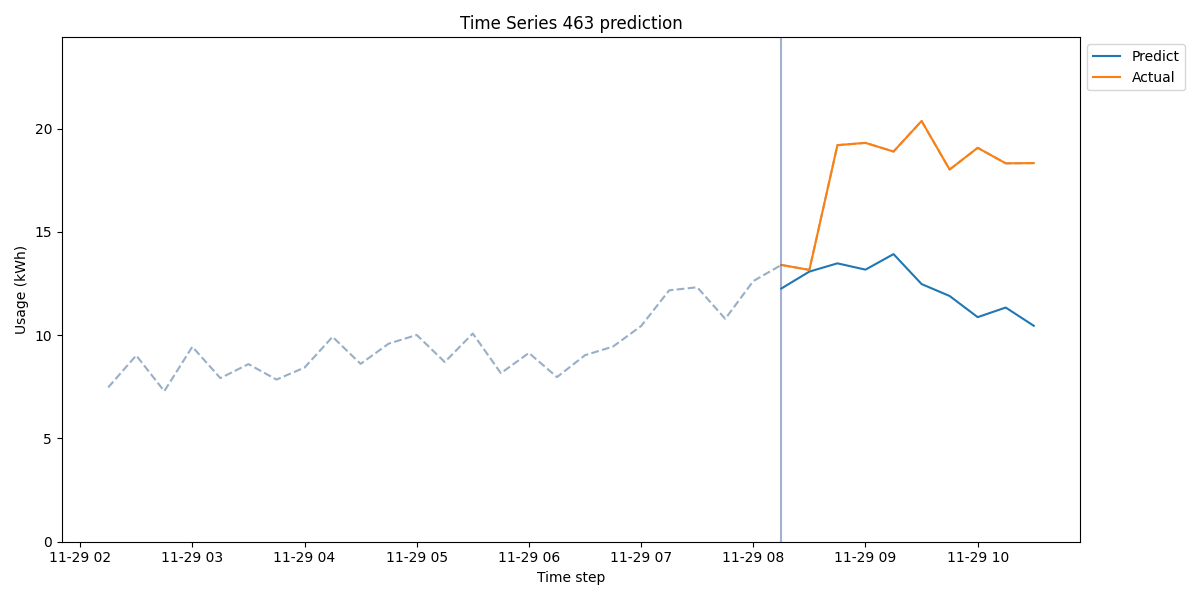 Time Series 463 prediction
Predict
Actual
Usage (kWh)
20
15
10
5
0
11-29 02 11-29 03 11-29 04 11-29 05 11-29 06 11-29 07 11-29 08 11-29 09 11-29 10
Time step